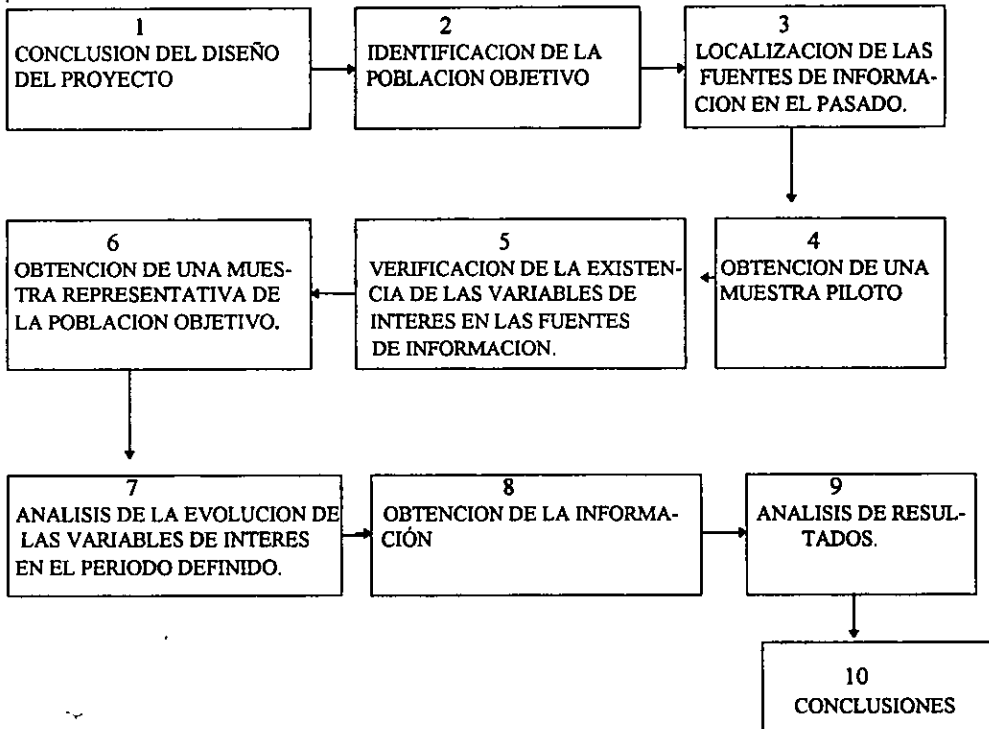 1
CONCLUSION DEL DISEÑO
DEL PROYECTO
2
IDENTIFICACION DE LA
POBLACION OBJETIVO
3
LOCALIZACION DE LAS
FUENTES DE INFORMA-
CION EN EL PASADO.
4
OBTENCION DE UNA
MUESTRA PILOTO
5
VERIFICACION DE LA EXISTEN-
CIA DE LAS VARIABLES DE
INTERES EN LAS FUENTES
DE INFORMACION.
6
OBTENCION DE UNA MUES-
TRA REPRESENTATIVA DE
LA POBLACION OBJETIVO.
7
ANALISIS DE LA EVOLUCION DE
LAS VARIABLES DE INTERES
EN EL PERIODO DEFINIDO.
8
OBTENCION DE LA INFORMA-
CIÓN
9
ANALISIS DE RESUL-
TADOS.
10
CONCLUSIONES